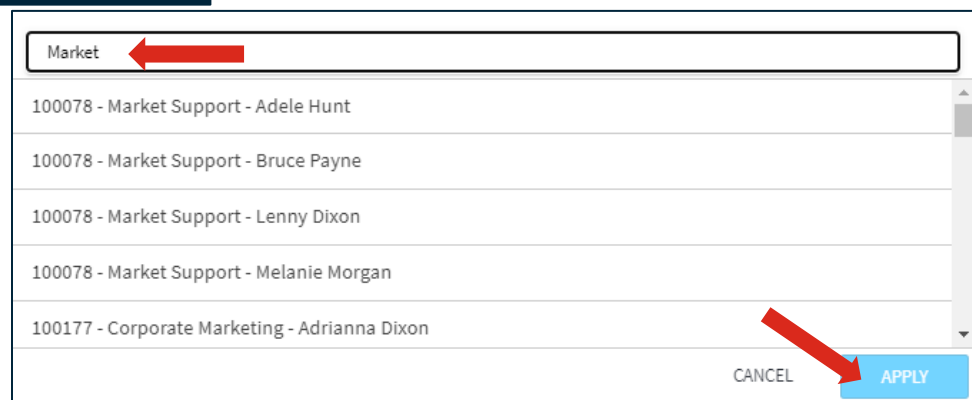 Market
100078 - Market Support - Adele Hunt
100078 - Market Support - Bruce Payne
100078 - Market Support - Lenny Dixon
100078 - Market Support - Melanie Morgan
100177 - Corporate Marketing - Adrianna Dixon
CANCEL APPLY